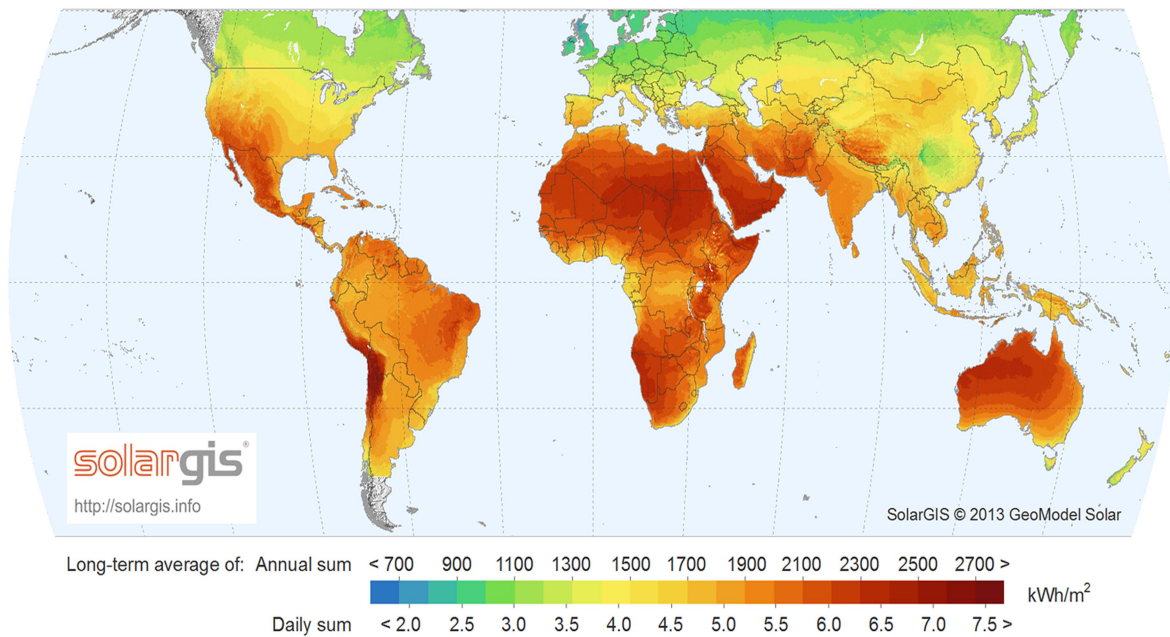 solargis®
http://solargis.info
SolarGIS © 2013 GeoModel Solar
Long-term average of: Annual sum < 700 900 1100 1300 1500 1700 1900 2100 2300 2500 2700 >
kWh/m²
Daily sum < 2.0 2.5 3.0 3.5 4.0 4.5 5.0 5.5 6.0 6.5 7.0 7.5 >